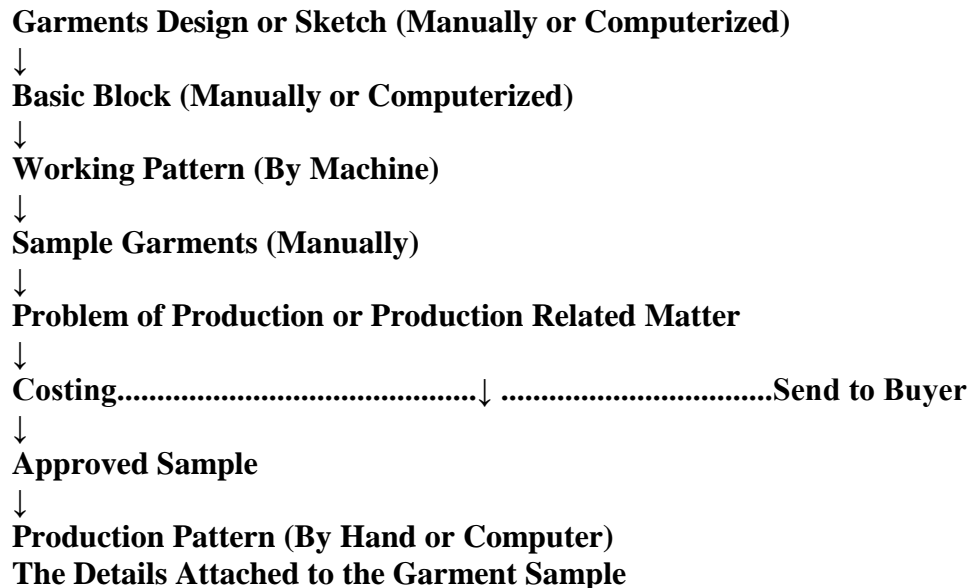 Garments Design or Sketch (Manually or Computerized)
↓
Basic Block (Manually or Computerized)
↓
Working Pattern (By Machine)
↓
Sample Garments (Manually)
↓
Problem of Production or Production Related Matter
↓
Costing.............................................↓ ..................................Send to Buyer
↓
Approved Sample
↓
Production Pattern (By Hand or Computer)
The Details Attached to the Garment Sample